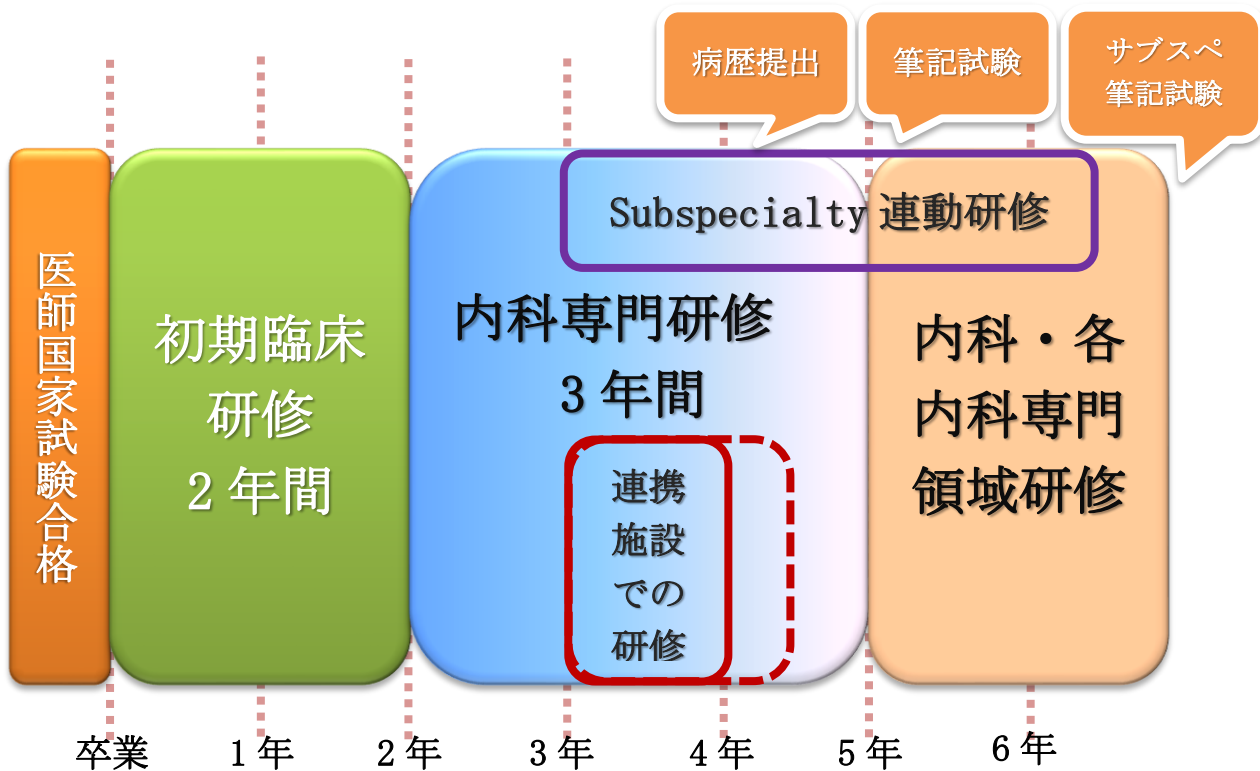 病歴提出
筆記試験
サブスペ
筆記試験
医師国家試験合格
初期臨床
研修
2年間
Subspecialty 連動研修
内科専門研修
3年間
連携
施設
での
研修
内科・各
内科専門
領域研修
卒業
1年
2年
3年
4年
5年
6年